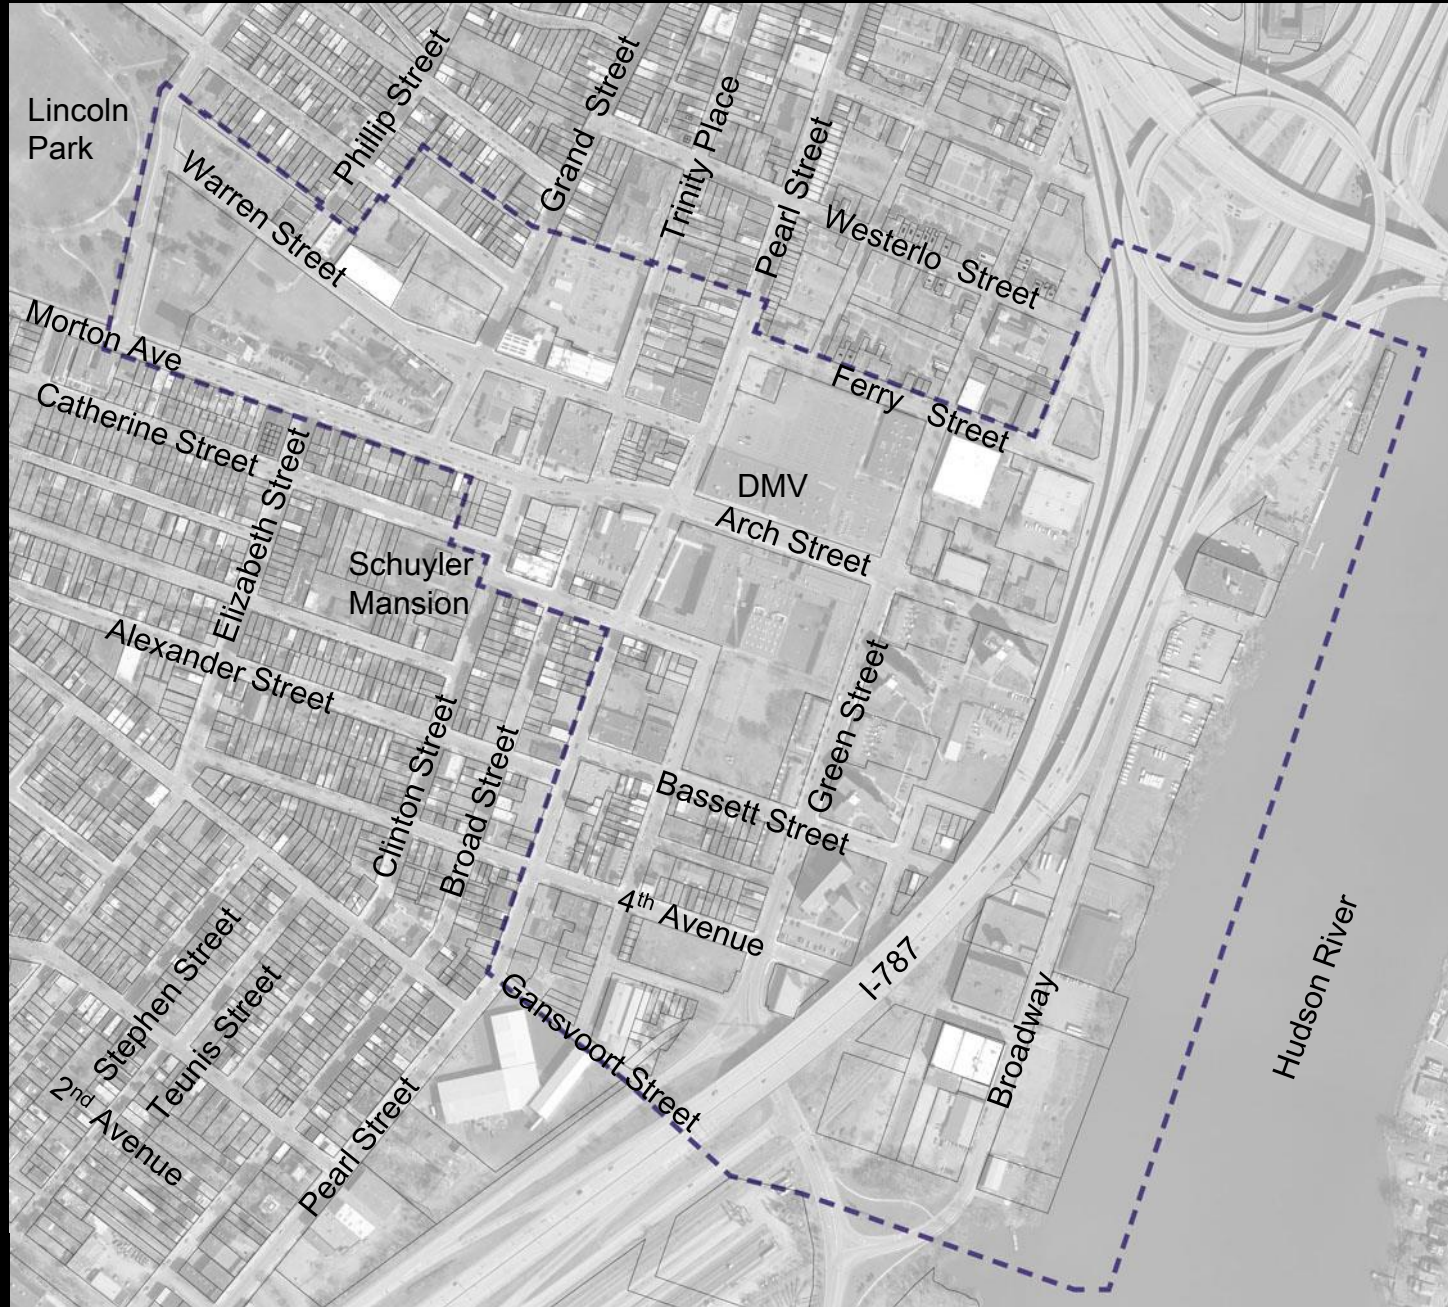 Lincoln
Park
Phillip Street
Grand Street
Trinity Place
Pearl Street
Warren Street
Westerlo Street
Morton Ave
Ferry Street
Catherine Street
Elizabeth Street
DMV
Arch Street
Schuyler
Mansion
Alexander Street
Green Street
Clinton Street
Broad Street
Bassett Street
4th Avenue
I-787
Stephen Street
Teunis Street
2nd Avenue
Gansvoort Street
Broadway
Hudson River
Pearl Street